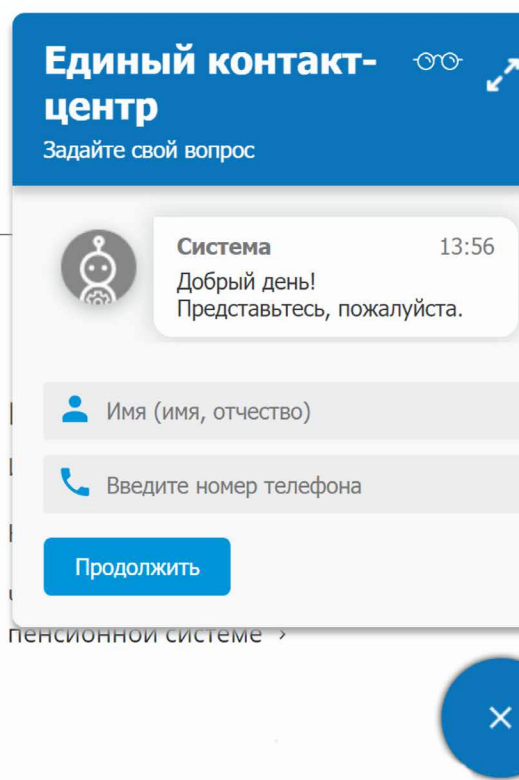 Единый контакт-
центр
Задайте свой вопрос
Система 13:56
Добрый день!
Представьтесь, пожалуйста.
Имя (имя, отчество)
Введите номер телефона
Продолжить
пенсионной системе